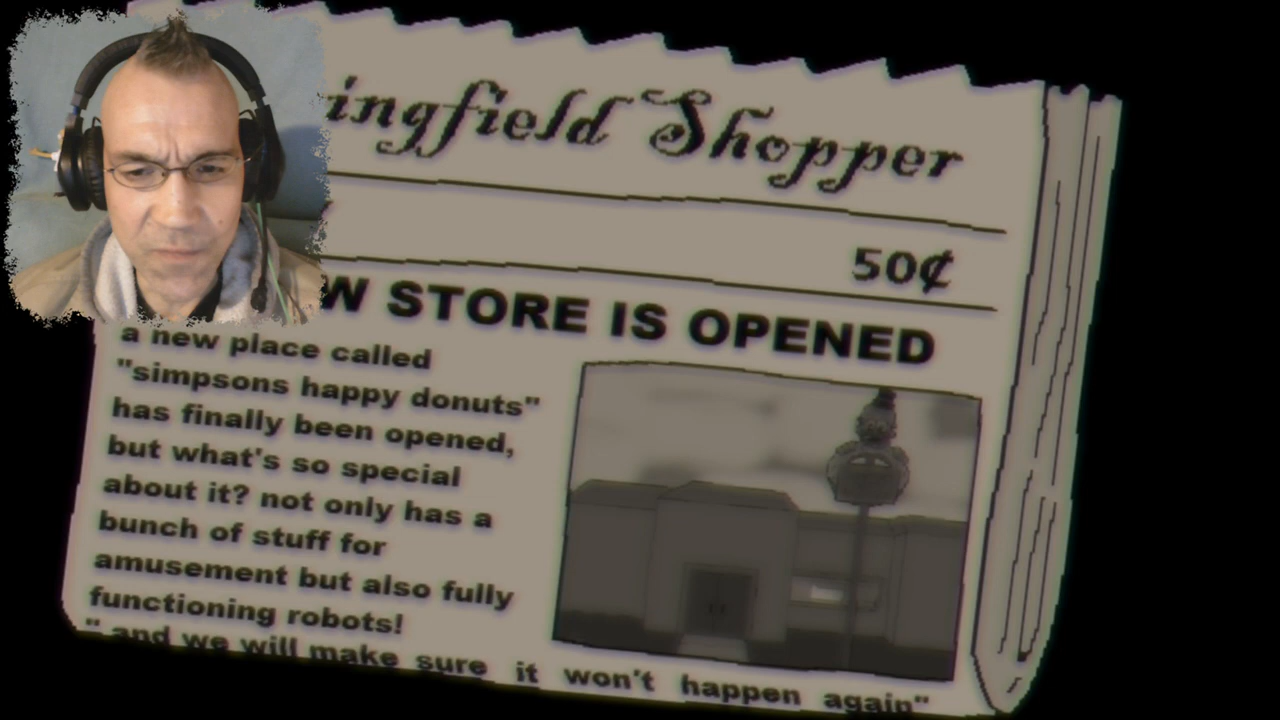 ingfield Shopper
50¢
W STORE IS OPENED
a new place called
"simpsons happy donuts"
has finally been opened,
but what's so special
about it? not only has a
bunch of stuff for
amusement but also fully
functioning robots!
" and we will make sure it won't happen again"